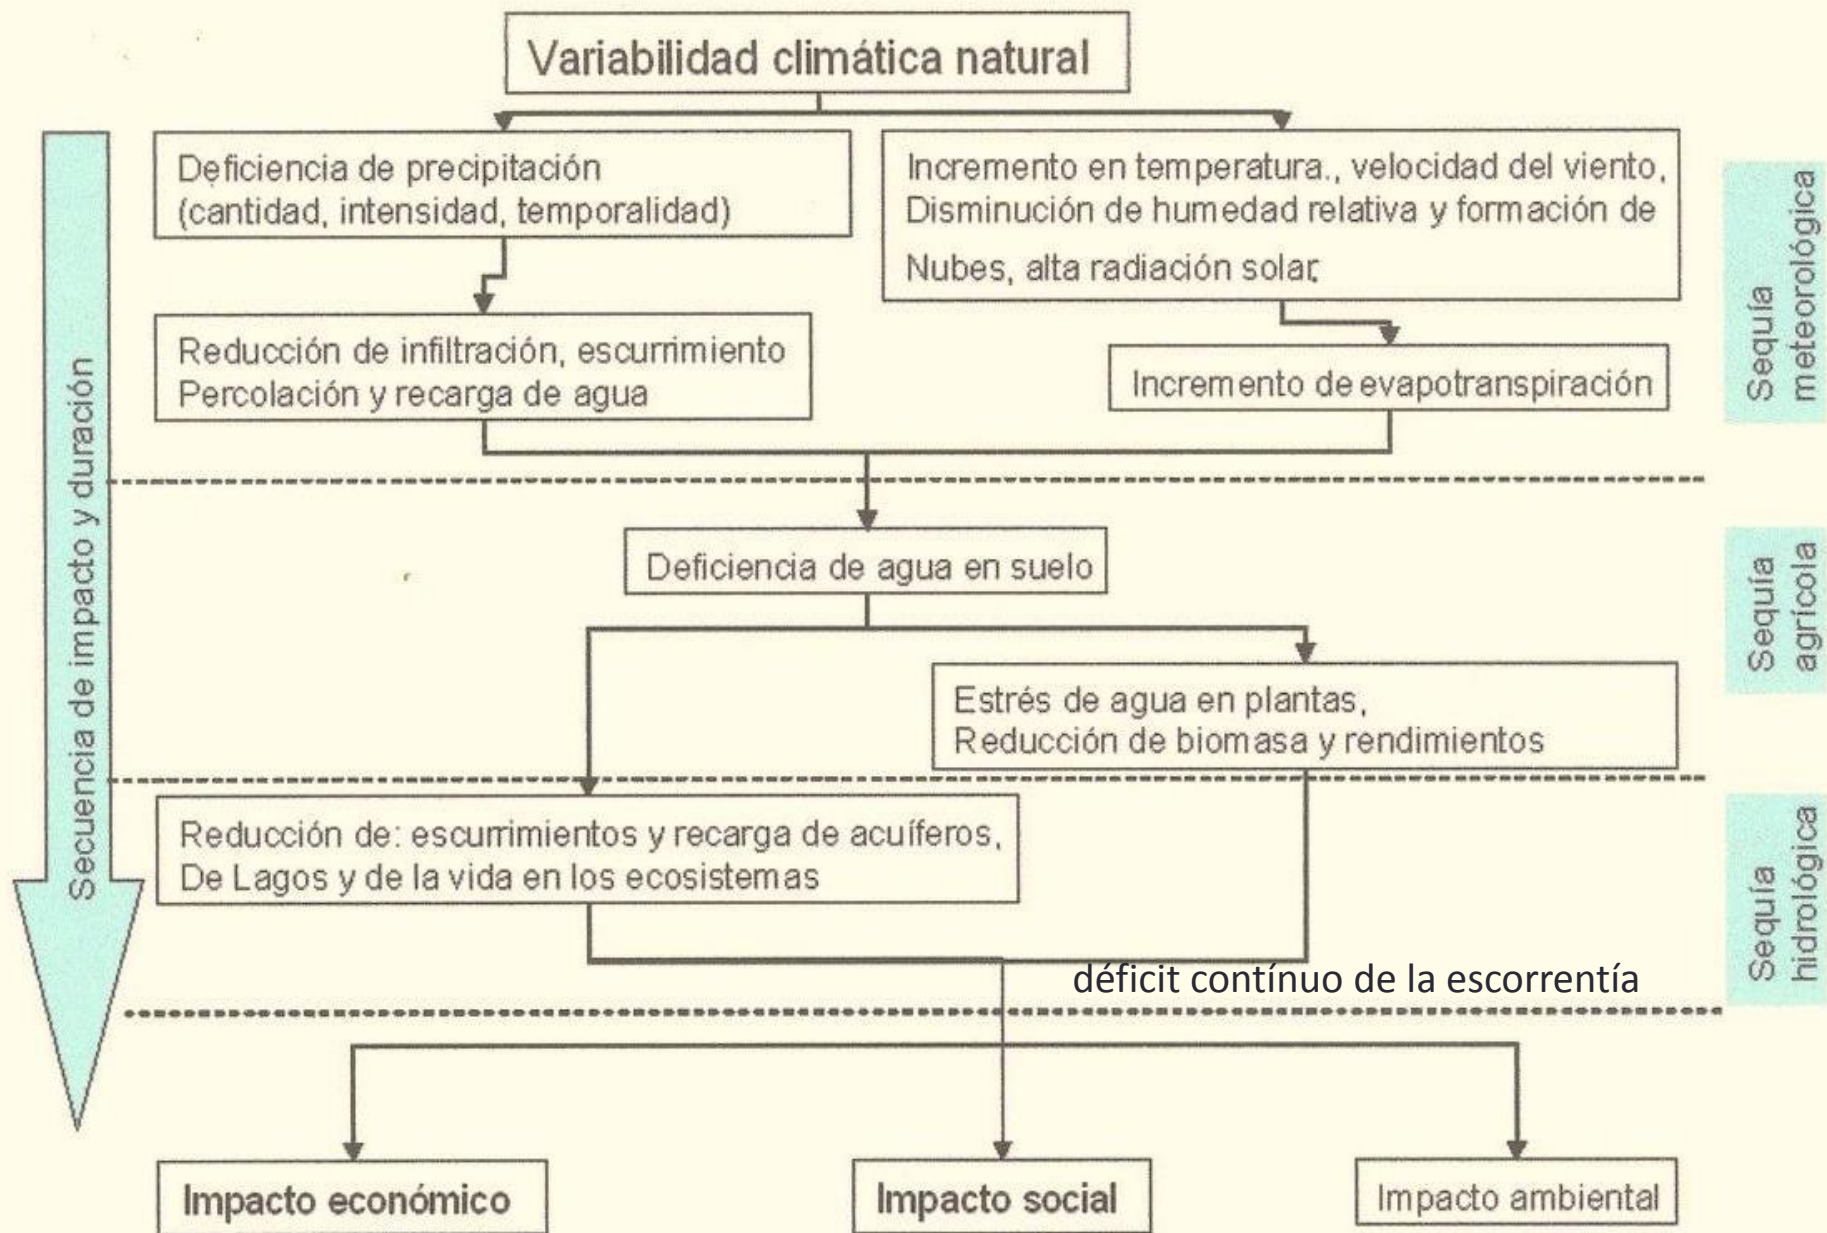 Variabilidad climática natural
Deficiencia de precipitación
(cantidad, intensidad, temporalidad)
Incremento en temperatura., velocidad del viento,
Disminución de humedad relativa y formación de
Nubes, alta radiación solar,
Sequía
meteorológica
Reducción de infiltración, escurrimiento
Percolación y recarga de agua
Incremento de evapotranspiración
Secuencia de impacto y duración
Deficiencia de agua en suelo
Sequía
agrícola
Estrés de agua en plantas,
Reducción de biomasa y rendimientos
Reducción de: escurrimientos y recarga de acuíferos,
De Lagos y de la vida en los ecosistemas
Sequía
hidrológica
déficit contínuo de la escorrentía
Impacto económico
Impacto social
Impacto ambiental